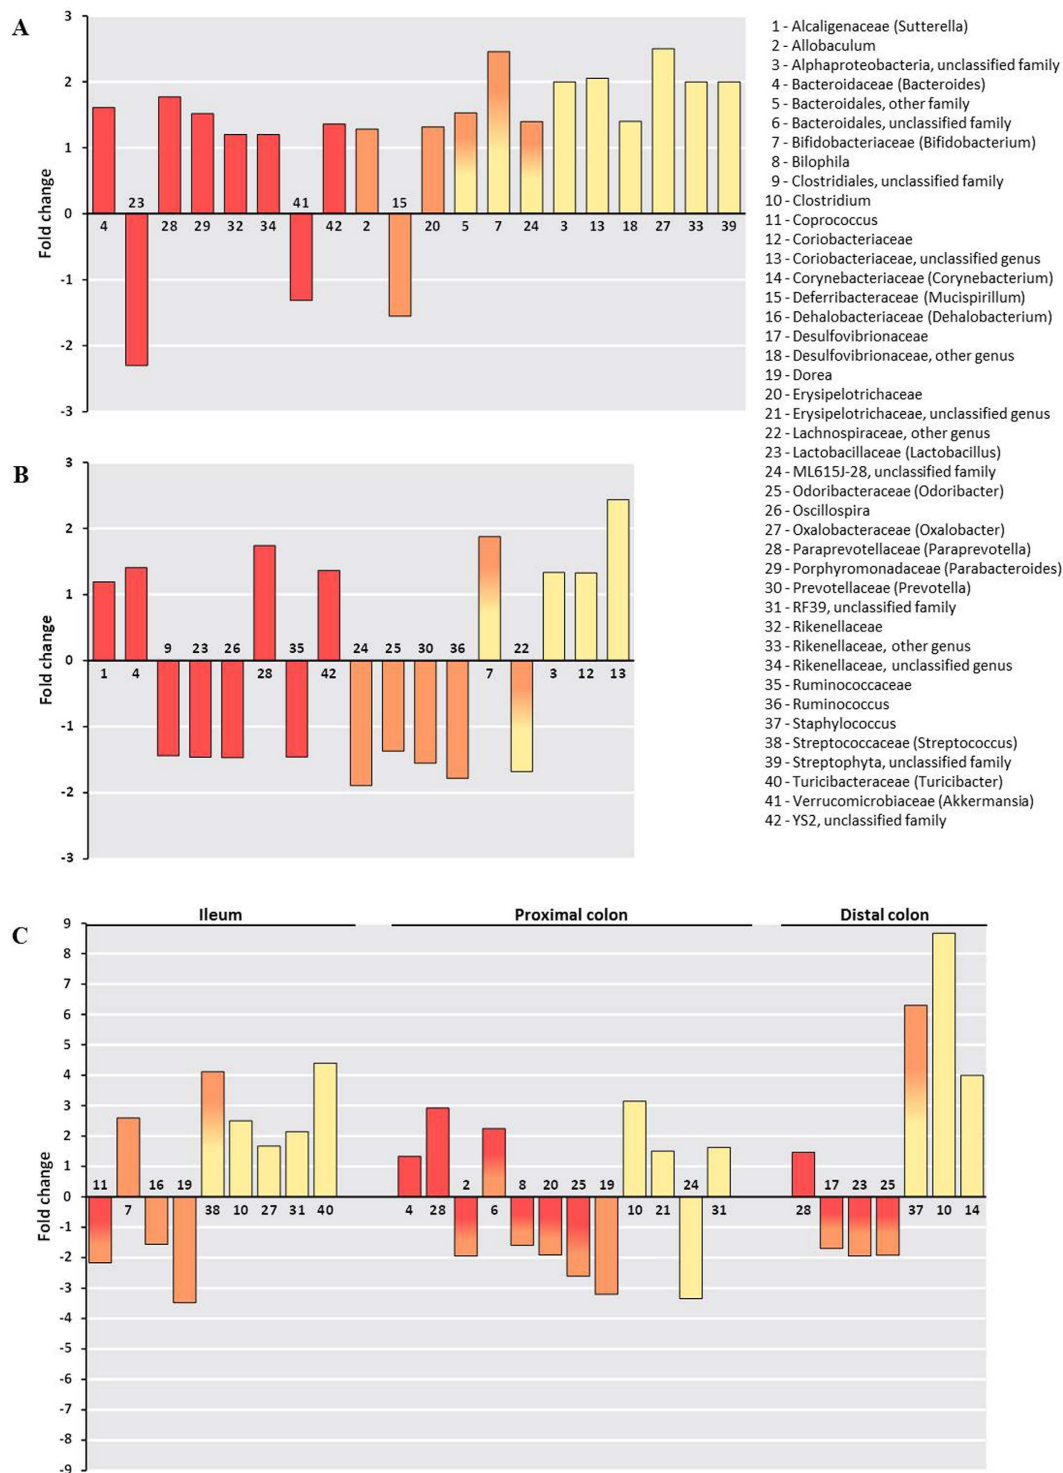 A
3
2
1
0
-1
-2
-3
Fold change
23 41 15
4 28 29 32 34 42 2 20 5 7 24 3 13 18 27 33 39
1 - Alcaligenaceae (Sutterella)
2 - Allobaculum
3 - Alphaproteobacteria, unclassified family
4 - Bacteroidaceae (Bacteroides)
5 - Bacteroidales, other family
6 - Bacteroidales, unclassified family
7 - Bifidobacteriaceae (Bifidobacterium)
8 - Bilophila
9 - Clostridiales, unclassified family
10 - Clostridium
11 - Coprococcus
12 - Coriobacteriaceae
13 - Coriobacteriaceae, unclassified genus
14 - Corynebacteriaceae (Corynebacterium)
15 - Deferribacteraceae (Mucispirillum)
16 - Dehalobacteriaceae (Dehalobacterium)
17 - Desulfovibrionaceae
18 - Desulfovibrionaceae, other genus
19 - Dorea
20 - Erysipelotrichaceae
21 - Erysipelotrichaceae, unclassified genus
22 - Lachnospiraceae, other genus
23 - Lactobacillaceae (Lactobacillus)
24 - ML615J-28, unclassified family
25 - Odoribacteraceae (Odoribacter)
26 - Oscillospira
27 - Oxalobacteraceae (Oxalobacter)
28 - Paraprevotellaceae (Paraprevotella)
29 - Porphyromonadaceae (Parabacteroides)
30 - Prevotellaceae (Prevotella)
31 - RF39, unclassified family
32 - Rikenellaceae
33 - Rikenellaceae, other genus
34 - Rikenellaceae, unclassified genus
35 - Ruminococcaceae
36 - Ruminococcus
37 - Staphylococcus
38 - Streptococcaceae (Streptococcus)
39 - Streptophyta, unclassified family
40 - Turicibacteraceae (Turicibacter)
41 - Verrucomicrobiaceae (Akkermansia)
42 - YS2, unclassified family
B
3
2
1
0
-1
-2
-3
Fold change
9 23 26 35 24 25 30 36 22
1 4 28 42 7 3 12 13
C
Ileum Proximal colon Distal colon
9
8
7
6
5
4
3
2
1
0
-1
-2
-3
-4
-5
-6
-7
-8
-9
Fold change
11 16 19 2 8 20 25 19 24 17 23 25
7 38 10 27 31 40 4 28 6 10 21 31 28 37 10 14